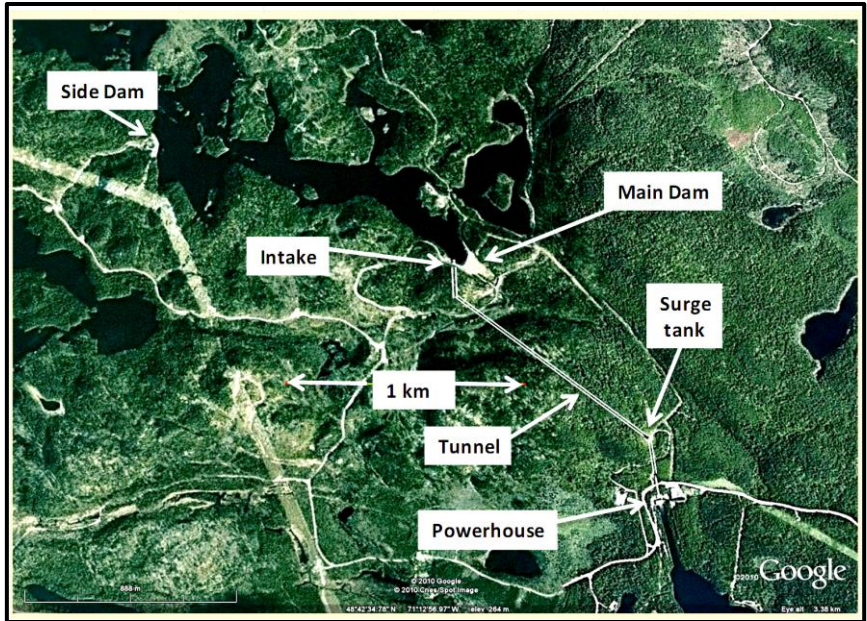 Side Dam
Main Dam
Intake
Surge
tank
1 km
Tunnel
Powerhouse
© 2010 Google
© 2010 Cnes/Spot Image
©2010 Google
868 m
48°42'34.78" N 71°12'56.97" W elev 264 m
Eye alt 3.38 km